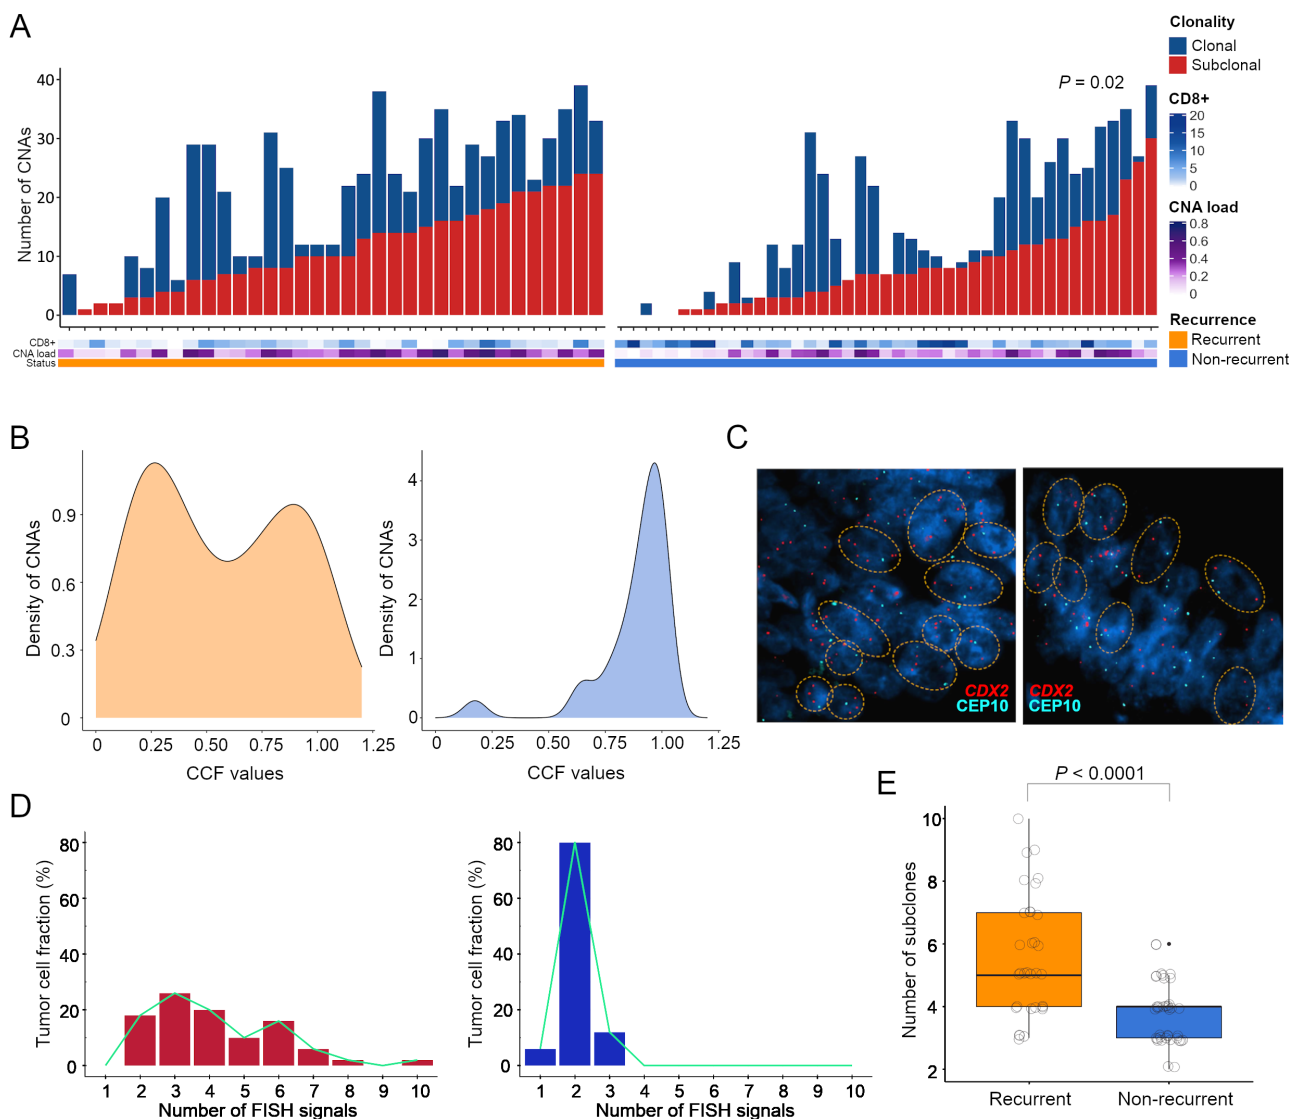 A
Clonality
Clonal
Subclonal
P = 0.02
CD8+
20
15
10
5
0
CNA load
0.8
0.6
0.4
0.2
0
Recurrence
Recurrent
Non-recurrent
Number of CNAs
40
30
20
10
0
CD8+
CNA load
Status
B
Density of CNAs
0.9
0.6
0.3
0
0 0.25 0.50 0.75 1.00 1.25
CCF values
Density of CNAs
4
3
2
1
0
0 0.25 0.50 0.75 1.00 1.25
CCF values
C
CDX2
CEP10
CDX2
CEP10
D
Tumor cell fraction (%)
80
60
40
20
0
1 2 3 4 5 6 7 8 9 10
Number of FISH signals
Tumor cell fraction (%)
80
60
40
20
0
1 2 3 4 5 6 7 8 9 10
Number of FISH signals
E
P < 0.0001
Number of subclones
10
8
6
4
2
Recurrent Non-recurrent